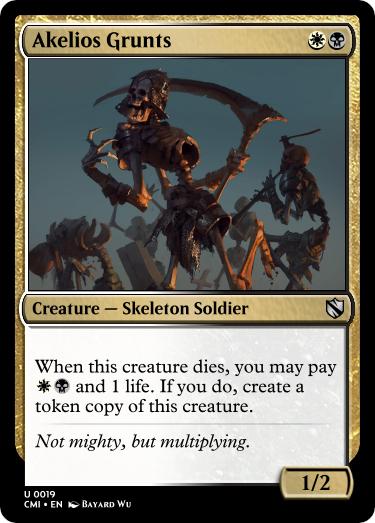 Akelios Grunts
Creature — Skeleton Soldier
When this creature dies, you may pay
and 1 life. If you do, create a
token copy of this creature.
Not mighty, but multiplying.
1/2
U 0019
CMI • EN Bayard Wu